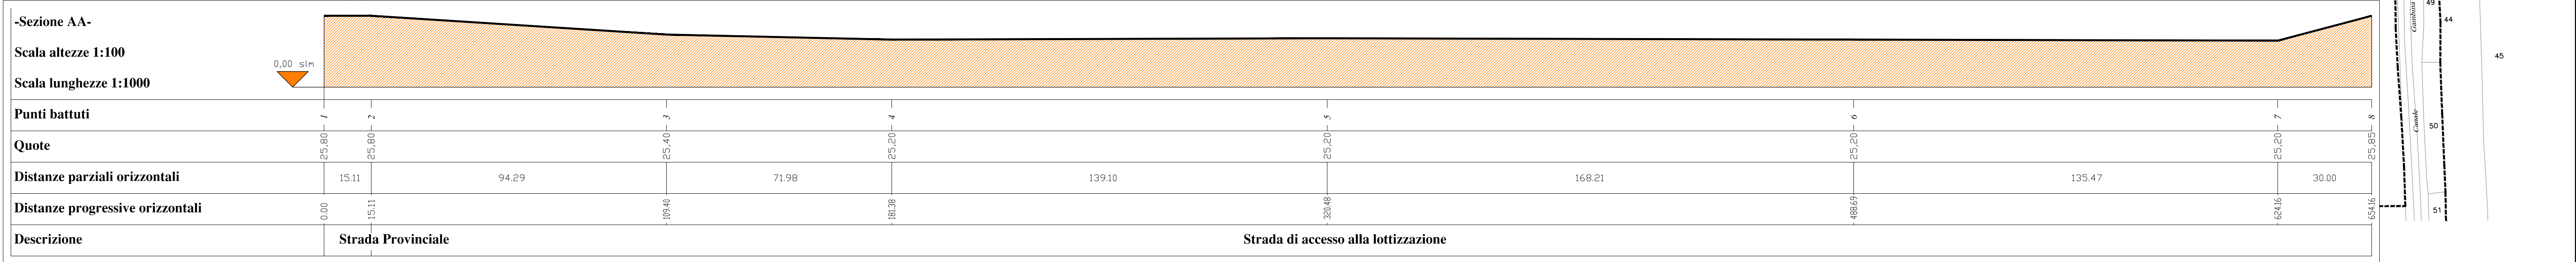 -Sezione AA-
Scala altezze 1:100
0,00 slm
Scala lunghezze 1:1000
Punti battuti 1 2 3 4 5 6 7 8
Quote 25,80 25,80 25,40 25,20 25,20 25,20 25,20 25,85
Distanze parziali orizzontali 15.11 94.29 71.98 139.10 168.21 135.47 30.00
Distanze progressive orizzontali 0.00 15.11 109.40 181.38 320.48 488.69 624.16 654.16
Descrizione Strada Provinciale Strada di accesso alla lottizzazione
49
Gambina
44
45
Canale
50
51